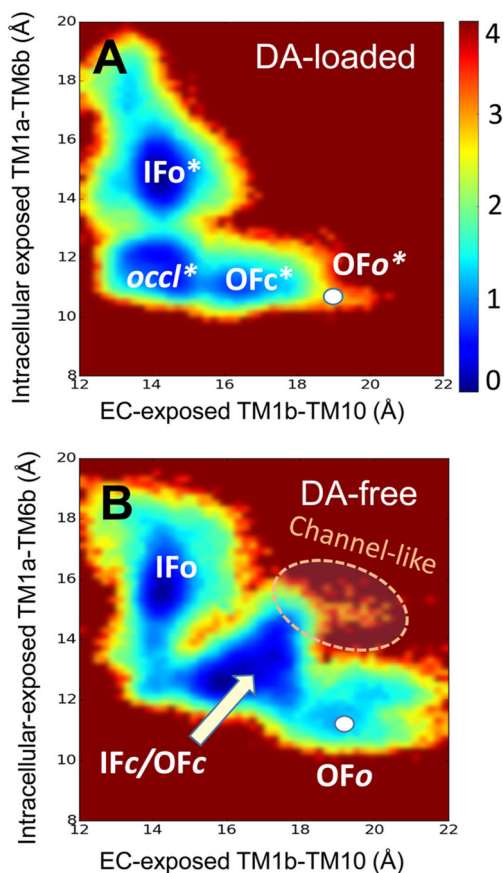 A
DA-loaded
IFo*
occl*
OFc*
OFo*
Intracellular exposed TM1a-TM6b (Å)
20
18
16
14
12
10
8
12
14
16
18
20
22
EC-exposed TM1b-TM10 (Å)
4
3
2
1
0
B
DA-free
Channel-like
IFo
IFc/OFc
OFo
Intracellular-exposed TM1a-TM6b (Å)
20
18
16
14
12
10
8
12
14
16
18
20
22
EC-exposed TM1b-TM10 (Å)